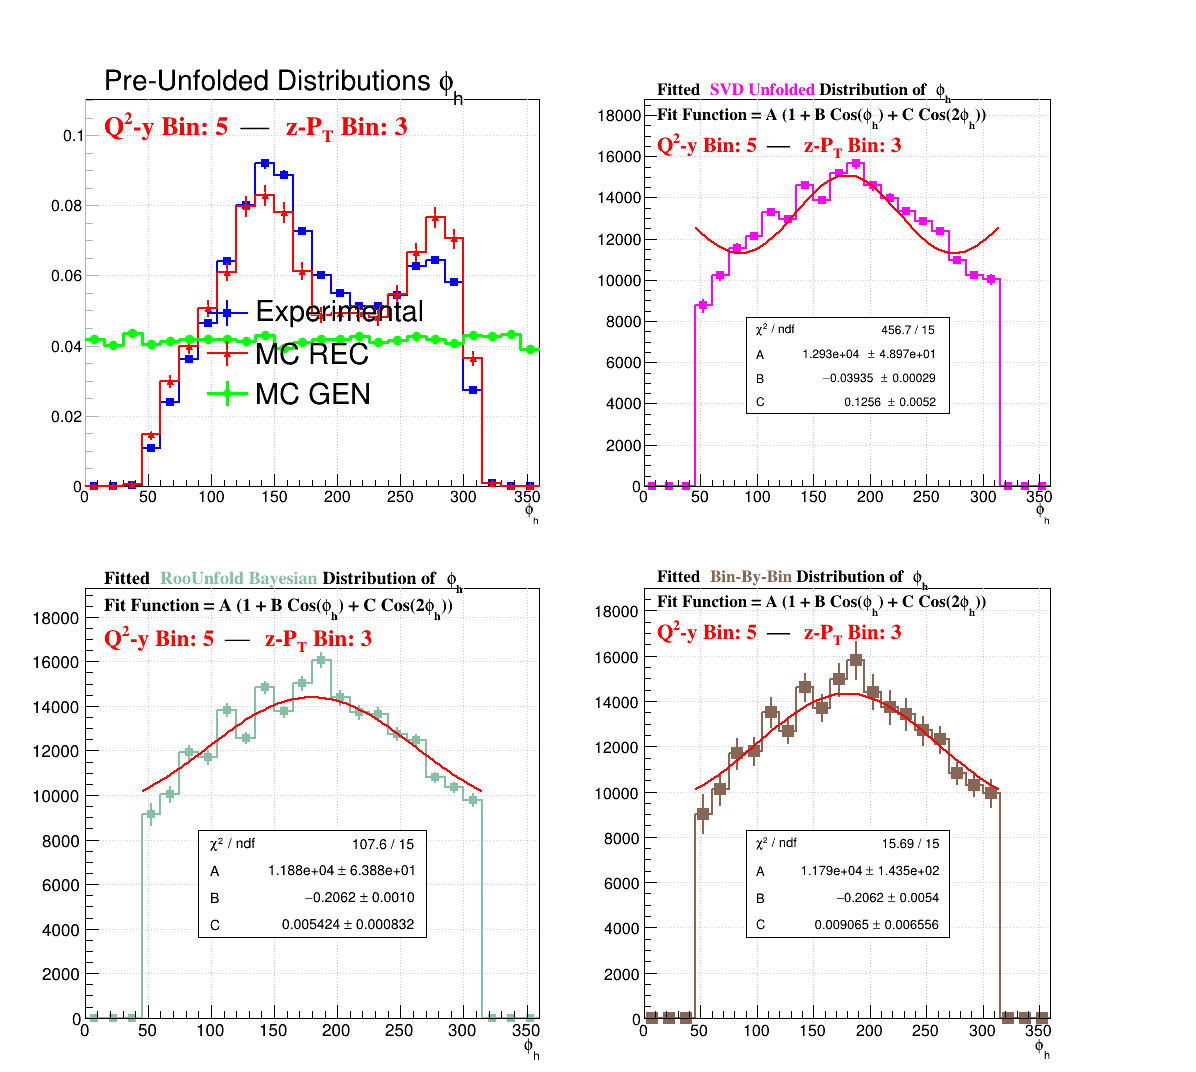 Pre-Unfolded Distributions ϕh
Q2-y Bin: 5 — z-PT Bin: 3
0.1
0.08
0.06
0.04
0.02
0
Experimental
MC REC
MC GEN
0 50 100 150 200 250 300 350
ϕh
Fitted SVD Unfolded Distribution of ϕh
Fit Function = A (1 + B Cos(ϕh) + C Cos(2ϕh))
Q2-y Bin: 5 — z-PT Bin: 3
18000
16000
14000
12000
10000
8000
6000
4000
2000
0
χ2 / ndf 456.7 / 15
A 1.293e+04 ± 4.897e+01
B −0.03935 ± 0.00029
C 0.1256 ± 0.0052
0 50 100 150 200 250 300 350
ϕh
Fitted RooUnfold Bayesian Distribution of ϕh
Fit Function = A (1 + B Cos(ϕh) + C Cos(2ϕh))
Q2-y Bin: 5 — z-PT Bin: 3
18000
16000
14000
12000
10000
8000
6000
4000
2000
0
χ2 / ndf 107.6 / 15
A 1.188e+04 ± 6.388e+01
B −0.2062 ± 0.0010
C 0.005424 ± 0.000832
0 50 100 150 200 250 300 350
ϕh
Fitted Bin-By-Bin Distribution of ϕh
Fit Function = A (1 + B Cos(ϕh) + C Cos(2ϕh))
Q2-y Bin: 5 — z-PT Bin: 3
18000
16000
14000
12000
10000
8000
6000
4000
2000
0
χ2 / ndf 15.69 / 15
A 1.179e+04 ± 1.435e+02
B −0.2062 ± 0.0054
C 0.009065 ± 0.006556
0 50 100 150 200 250 300 350
ϕh